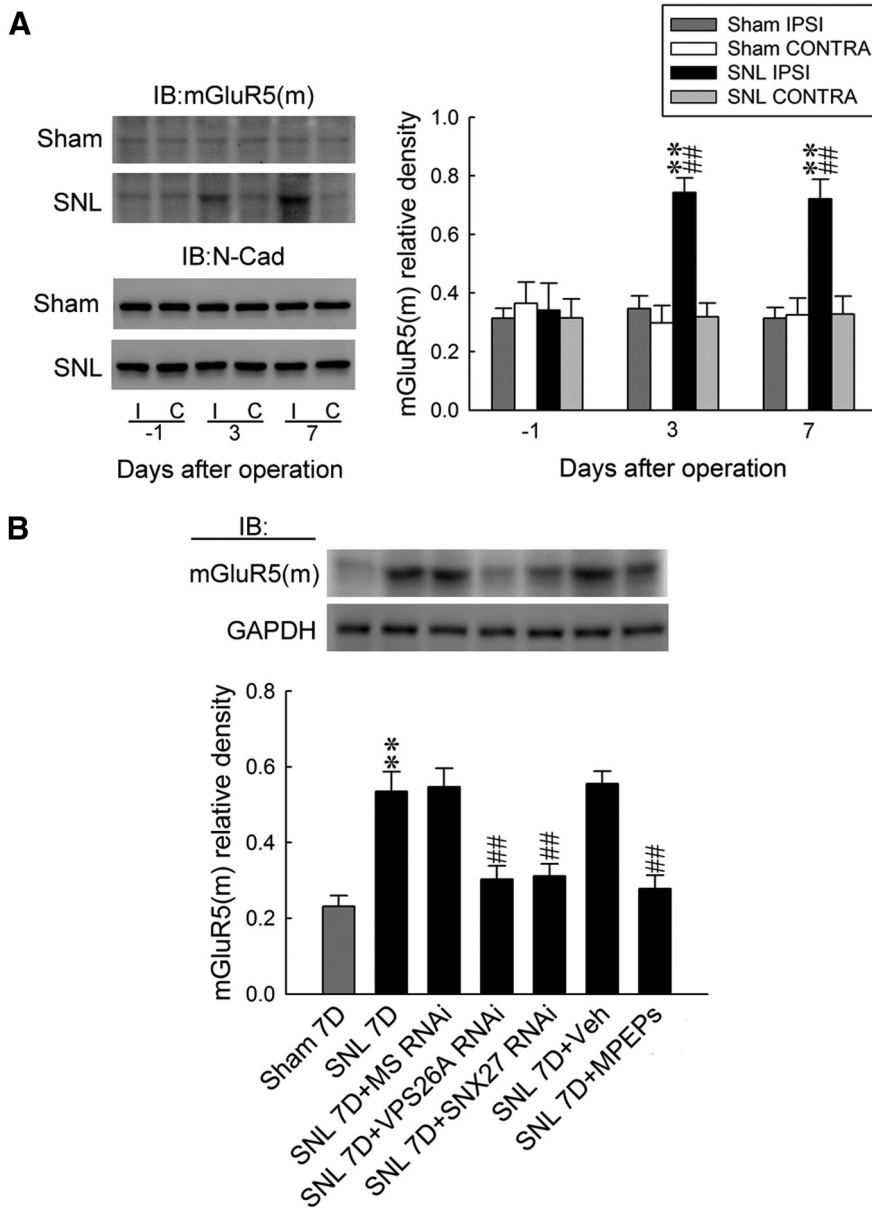 A
IB:mGluR5(m)
Sham
SNL
IB:N-Cad
Sham
SNL
I C I C I C
-1 3 7
Days after operation
Sham IPSI
Sham CONTRA
SNL IPSI
SNL CONTRA
mGluR5(m) relative density
1.0
0.8
0.6
0.4
0.2
0.0
** ##
** ##
-1 3 7
Days after operation
B
IB:
mGluR5(m)
GAPDH
mGluR5(m) relative density
0.8
0.6
0.4
0.2
0.0
**
##
##
##
Sham 7D
SNL 7D
SNL 7D+MS RNAi
SNL 7D+VPS26A RNAi
SNL 7D+SNX27 RNAi
SNL 7D+Veh
SNL 7D+MPEPs